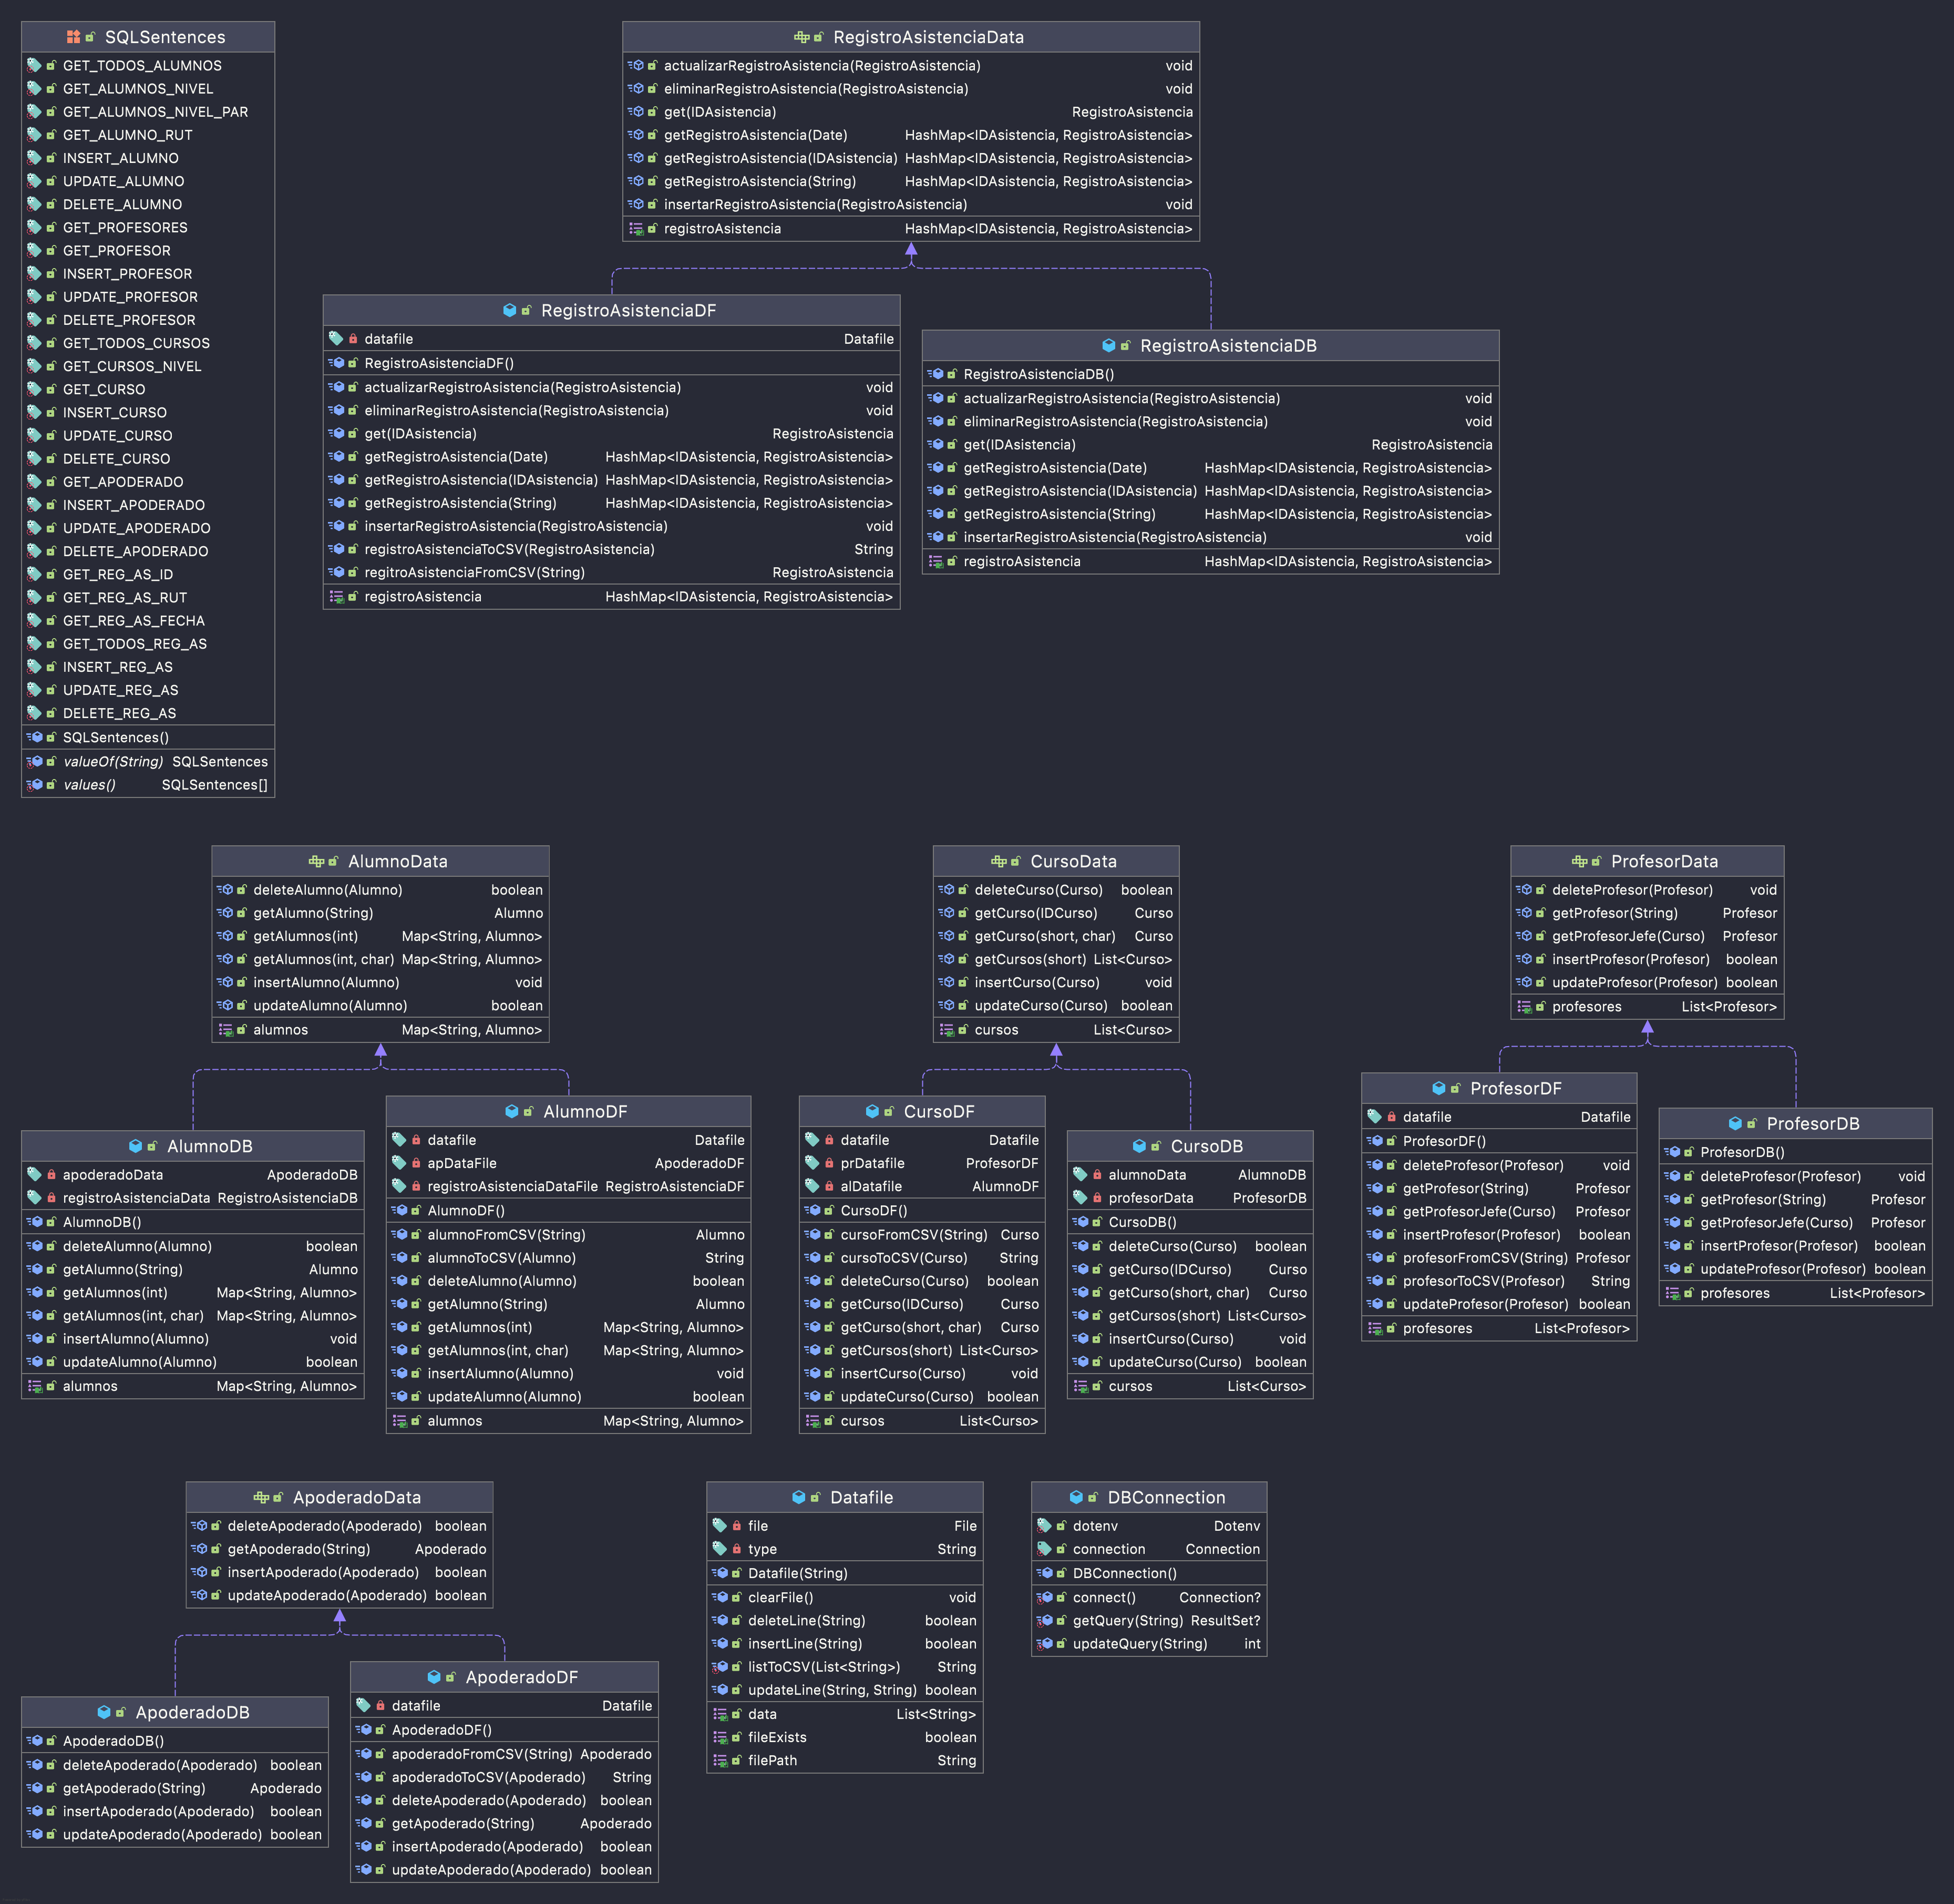 SQLSentences
GET_TODOS_ALUMNOS
GET_ALUMNOS_NIVEL
GET_ALUMNOS_NIVEL_PAR
GET_ALUMNO_RUT
INSERT_ALUMNO
UPDATE_ALUMNO
DELETE_ALUMNO
GET_PROFESORES
GET_PROFESOR
INSERT_PROFESOR
UPDATE_PROFESOR
DELETE_PROFESOR
GET_TODOS_CURSOS
GET_CURSOS_NIVEL
GET_CURSO
INSERT_CURSO
UPDATE_CURSO
DELETE_CURSO
GET_APODERADO
INSERT_APODERADO
UPDATE_APODERADO
DELETE_APODERADO
GET_REG_AS_ID
GET_REG_AS_RUT
GET_REG_AS_FECHA
GET_TODOS_REG_AS
INSERT_REG_AS
UPDATE_REG_AS
DELETE_REG_AS
SQLSentences()
valueOf(String) SQLSentences
values() SQLSentences[]
RegistroAsistenciaData
actualizarRegistroAsistencia(RegistroAsistencia) void
eliminarRegistroAsistencia(RegistroAsistencia) void
get(IDAsistencia) RegistroAsistencia
getRegistroAsistencia(Date) HashMap<IDAsistencia, RegistroAsistencia>
getRegistroAsistencia(IDAsistencia) HashMap<IDAsistencia, RegistroAsistencia>
getRegistroAsistencia(String) HashMap<IDAsistencia, RegistroAsistencia>
insertarRegistroAsistencia(RegistroAsistencia) void
registroAsistencia HashMap<IDAsistencia, RegistroAsistencia>
RegistroAsistenciaDF
datafile Datafile
RegistroAsistenciaDF()
actualizarRegistroAsistencia(RegistroAsistencia) void
eliminarRegistroAsistencia(RegistroAsistencia) void
get(IDAsistencia) RegistroAsistencia
getRegistroAsistencia(Date) HashMap<IDAsistencia, RegistroAsistencia>
getRegistroAsistencia(IDAsistencia) HashMap<IDAsistencia, RegistroAsistencia>
getRegistroAsistencia(String) HashMap<IDAsistencia, RegistroAsistencia>
insertarRegistroAsistencia(RegistroAsistencia) void
registroAsistenciaToCSV(RegistroAsistencia) String
regitroAsistenciaFromCSV(String) RegistroAsistencia
registroAsistencia HashMap<IDAsistencia, RegistroAsistencia>
RegistroAsistenciaDB
RegistroAsistenciaDB()
actualizarRegistroAsistencia(RegistroAsistencia) void
eliminarRegistroAsistencia(RegistroAsistencia) void
get(IDAsistencia) RegistroAsistencia
getRegistroAsistencia(Date) HashMap<IDAsistencia, RegistroAsistencia>
getRegistroAsistencia(IDAsistencia) HashMap<IDAsistencia, RegistroAsistencia>
getRegistroAsistencia(String) HashMap<IDAsistencia, RegistroAsistencia>
insertarRegistroAsistencia(RegistroAsistencia) void
registroAsistencia HashMap<IDAsistencia, RegistroAsistencia>
AlumnoData
deleteAlumno(Alumno) boolean
getAlumno(String) Alumno
getAlumnos(int) Map<String, Alumno>
getAlumnos(int, char) Map<String, Alumno>
insertAlumno(Alumno) void
updateAlumno(Alumno) boolean
alumnos Map<String, Alumno>
CursoData
deleteCurso(Curso) boolean
getCurso(IDCurso) Curso
getCurso(short, char) Curso
getCursos(short) List<Curso>
insertCurso(Curso) void
updateCurso(Curso) boolean
cursos List<Curso>
ProfesorData
deleteProfesor(Profesor) void
getProfesor(String) Profesor
getProfesorJefe(Curso) Profesor
insertProfesor(Profesor) boolean
updateProfesor(Profesor) boolean
profesores List<Profesor>
AlumnoDB
apoderadoData ApoderadoDB
registroAsistenciaData RegistroAsistenciaDB
AlumnoDB()
deleteAlumno(Alumno) boolean
getAlumno(String) Alumno
getAlumnos(int) Map<String, Alumno>
getAlumnos(int, char) Map<String, Alumno>
insertAlumno(Alumno) void
updateAlumno(Alumno) boolean
alumnos Map<String, Alumno>
AlumnoDF
datafile Datafile
apDataFile ApoderadoDF
registroAsistenciaDataFile RegistroAsistenciaDF
AlumnoDF()
alumnoFromCSV(String) Alumno
alumnoToCSV(Alumno) String
deleteAlumno(Alumno) boolean
getAlumno(String) Alumno
getAlumnos(int) Map<String, Alumno>
getAlumnos(int, char) Map<String, Alumno>
insertAlumno(Alumno) void
updateAlumno(Alumno) boolean
alumnos Map<String, Alumno>
CursoDF
datafile Datafile
prDatafile ProfesorDF
alDatafile AlumnoDF
CursoDF()
cursoFromCSV(String) Curso
cursoToCSV(Curso) String
deleteCurso(Curso) boolean
getCurso(IDCurso) Curso
getCurso(short, char) Curso
getCursos(short) List<Curso>
insertCurso(Curso) void
updateCurso(Curso) boolean
cursos List<Curso>
CursoDB
alumnoData AlumnoDB
profesorData ProfesorDB
CursoDB()
deleteCurso(Curso) boolean
getCurso(IDCurso) Curso
getCurso(short, char) Curso
getCursos(short) List<Curso>
insertCurso(Curso) void
updateCurso(Curso) boolean
cursos List<Curso>
ProfesorDF
datafile Datafile
ProfesorDF()
deleteProfesor(Profesor) void
getProfesor(String) Profesor
getProfesorJefe(Curso) Profesor
insertProfesor(Profesor) boolean
profesorFromCSV(String) Profesor
profesorToCSV(Profesor) String
updateProfesor(Profesor) boolean
profesores List<Profesor>
ProfesorDB
ProfesorDB()
deleteProfesor(Profesor) void
getProfesor(String) Profesor
getProfesorJefe(Curso) Profesor
insertProfesor(Profesor) boolean
updateProfesor(Profesor) boolean
profesores List<Profesor>
ApoderadoData
deleteApoderado(Apoderado) boolean
getApoderado(String) Apoderado
insertApoderado(Apoderado) boolean
updateApoderado(Apoderado) boolean
ApoderadoDB
ApoderadoDB()
deleteApoderado(Apoderado) boolean
getApoderado(String) Apoderado
insertApoderado(Apoderado) boolean
updateApoderado(Apoderado) boolean
ApoderadoDF
datafile Datafile
ApoderadoDF()
apoderadoFromCSV(String) Apoderado
apoderadoToCSV(Apoderado) String
deleteApoderado(Apoderado) boolean
getApoderado(String) Apoderado
insertApoderado(Apoderado) boolean
updateApoderado(Apoderado) boolean
Datafile
file File
type String
Datafile(String)
clearFile() void
deleteLine(String) boolean
insertLine(String) boolean
listToCSV(List<String>) String
updateLine(String, String) boolean
data List<String>
fileExists boolean
filePath String
DBConnection
dotenv Dotenv
connection Connection
DBConnection()
connect() Connection?
getQuery(String) ResultSet?
updateQuery(String) int